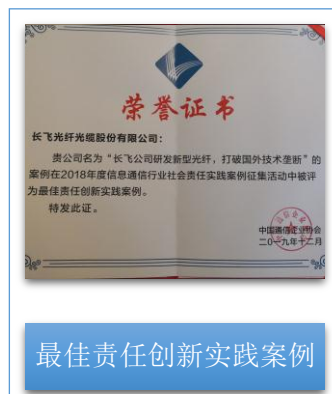 荣誉证书
长飞光纤光缆股份有限公司：
贵公司名为“长飞公司研发新型光纤，打破国外技术垄断”的
案例在2018年度信息通信行业社会责任实践案例征集活动中被评
为最佳责任创新实践案例。
特发此证。
中国通信企业协会
二〇一九年十二月
最佳责任创新实践案例